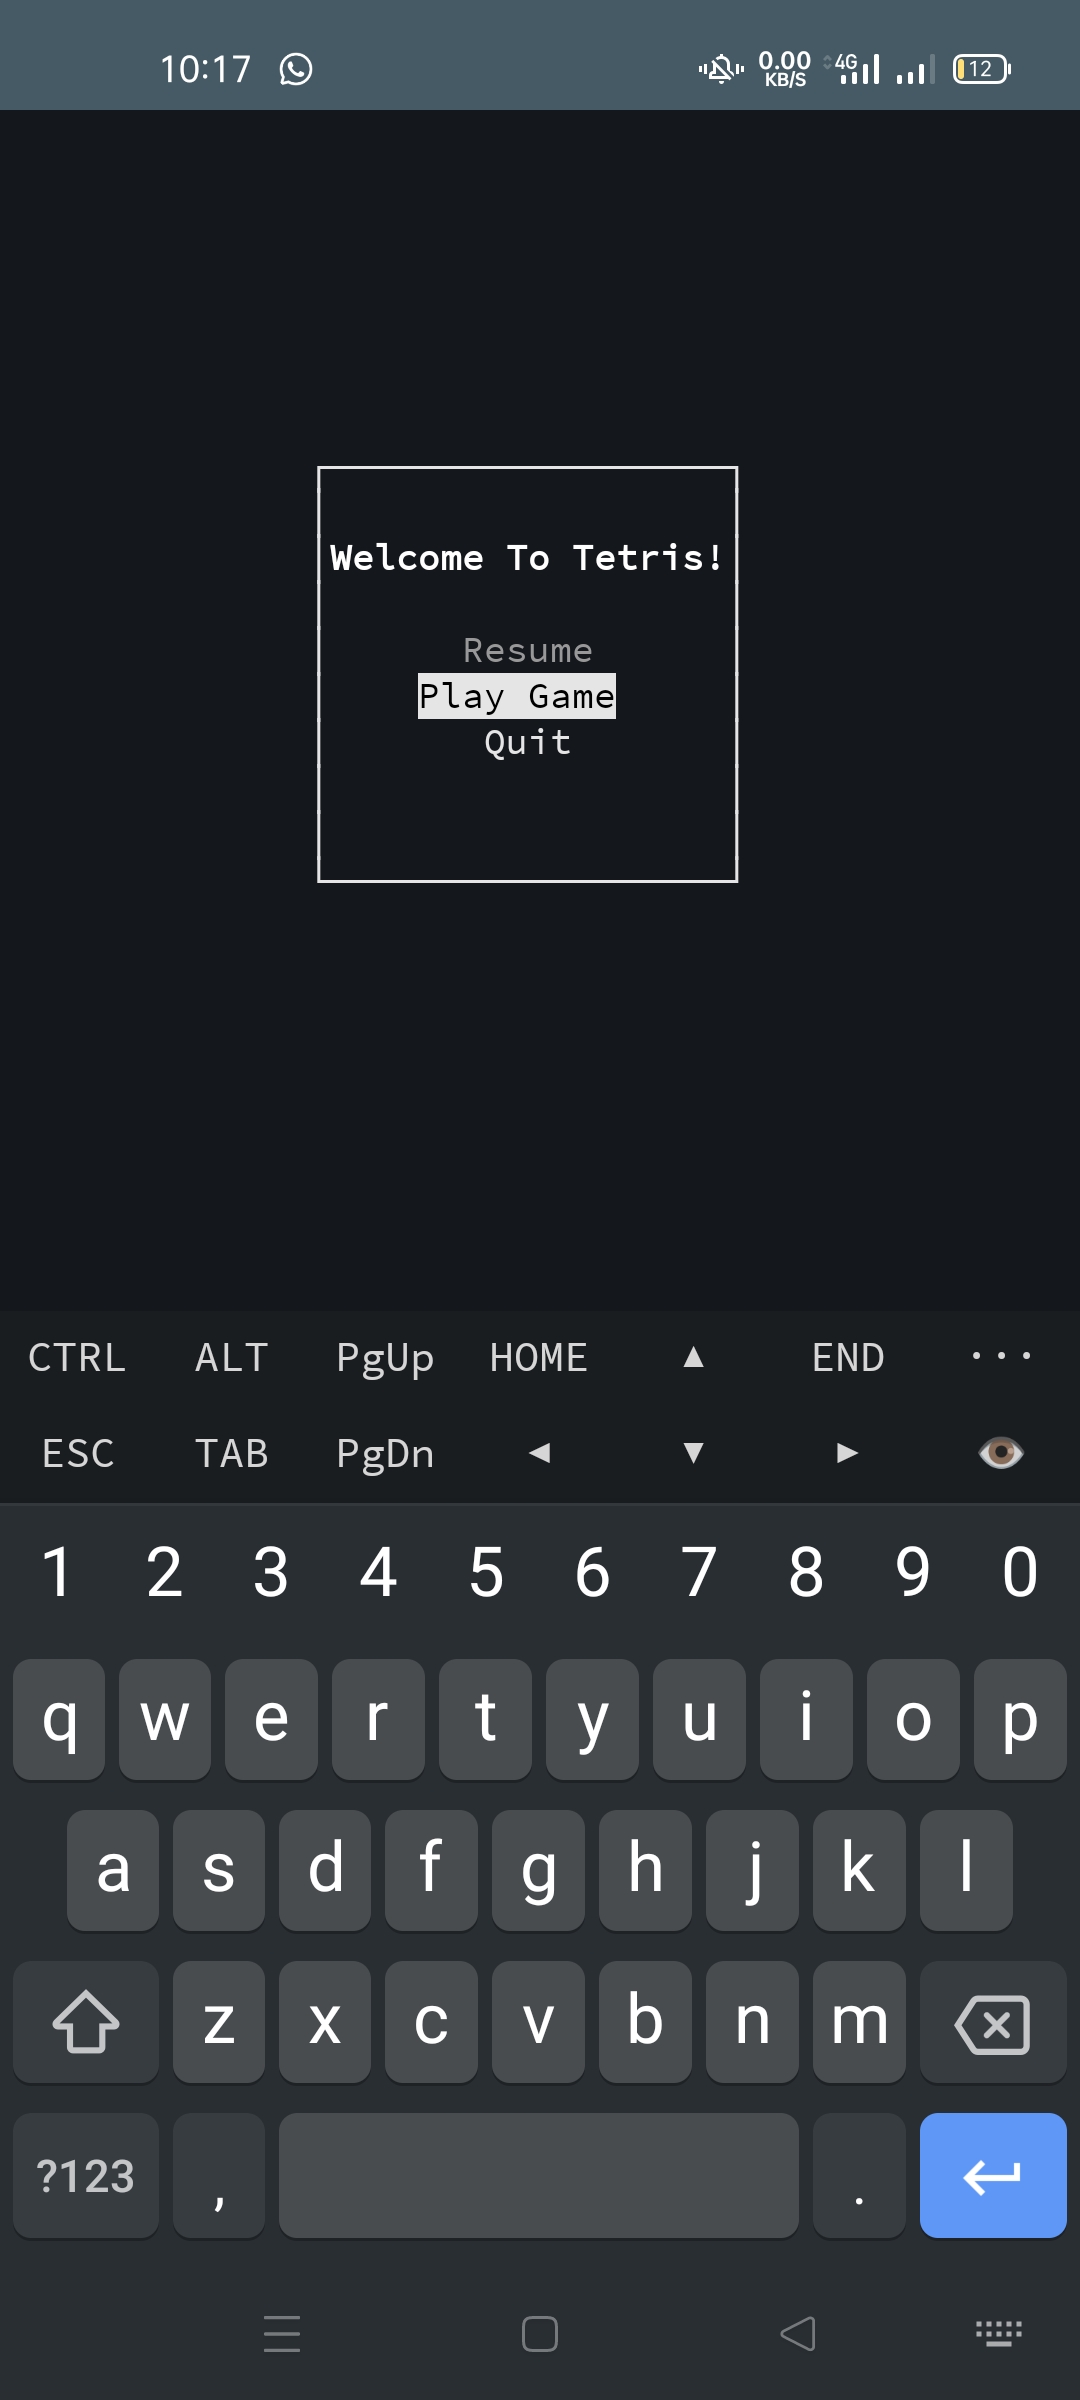 10:17 0.00 KB/S 4G 12
Welcome To Tetris!
Resume
Play Game
Quit
CTRL ALT PgUp HOME ▲ END ···
ESC TAB PgDn ◄ ▼ ►
1 2 3 4 5 6 7 8 9 0
q w e r t y u i o p
a s d f g h j k l
z x c v b n m
?123 , .